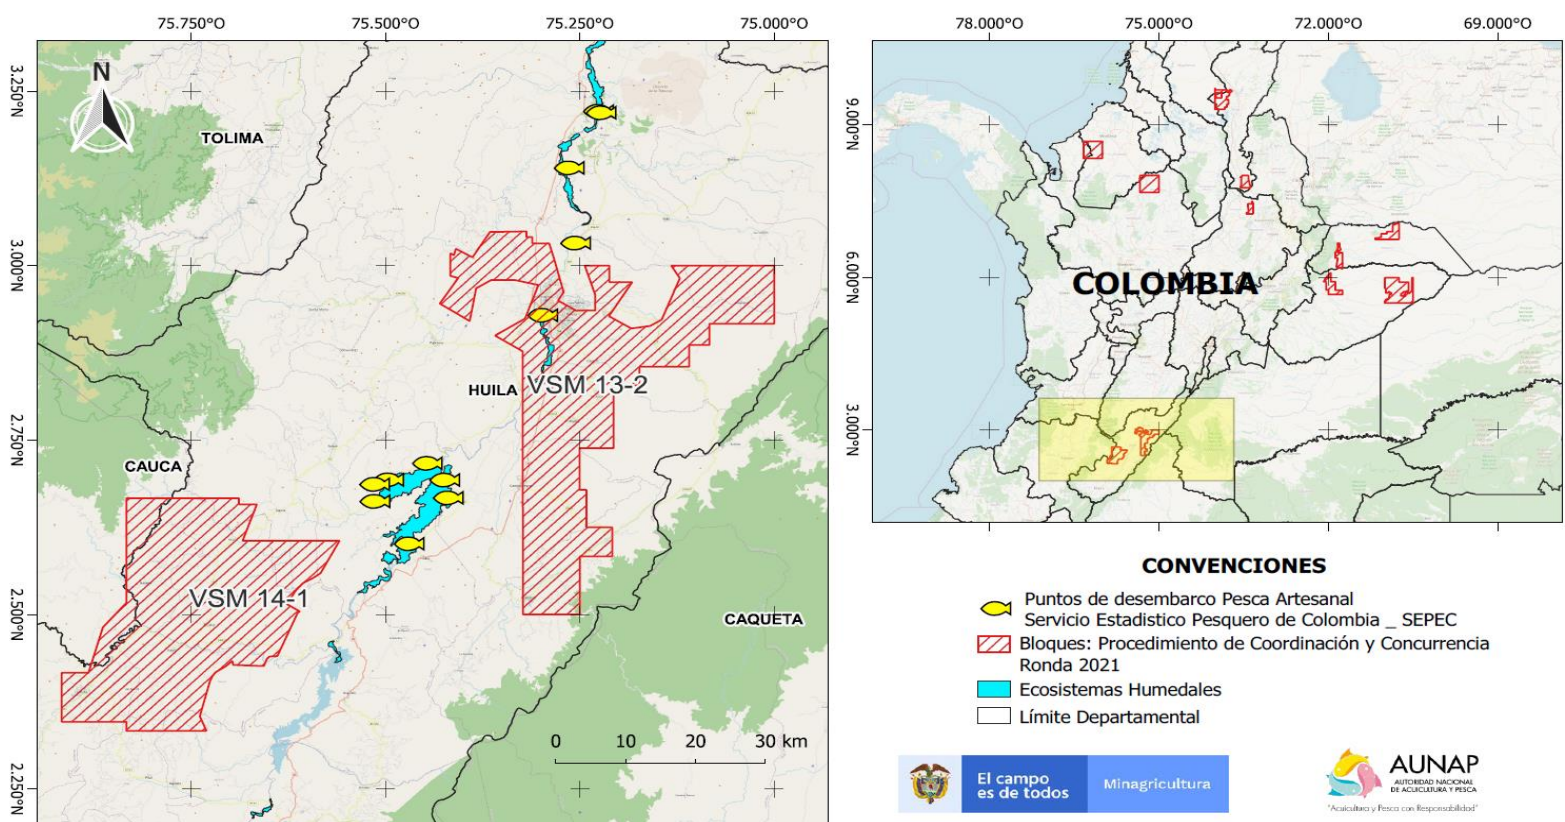 75.750°O 75.500°O 75.250°O 75.000°O
3.250°N
3.000°N
2.750°N
2.500°N
2.250°N
N
TOLIMA
HUILA
VSM 13-2
CAUCA
VSM 14-1
CAQUETA
0 10 20 30 km
78.000°O 75.000°O 72.000°O 69.000°O
9.000°N
6.000°N
3.000°N
COLOMBIA
CONVENCIONES
Puntos de desembarco Pesca Artesanal
Servicio Estadistico Pesquero de Colombia _ SEPEC
Bloques: Procedimiento de Coordinación y Concurrencia
Ronda 2021
Ecosistemas Humedales
Límite Departamental
El campo
es de todos
Minagricultura
AUNAP
AUTORIDAD NACIONAL
DE ACUICULTURA Y PESCA
"Acuicultura y Pesca con Responsabilidad"